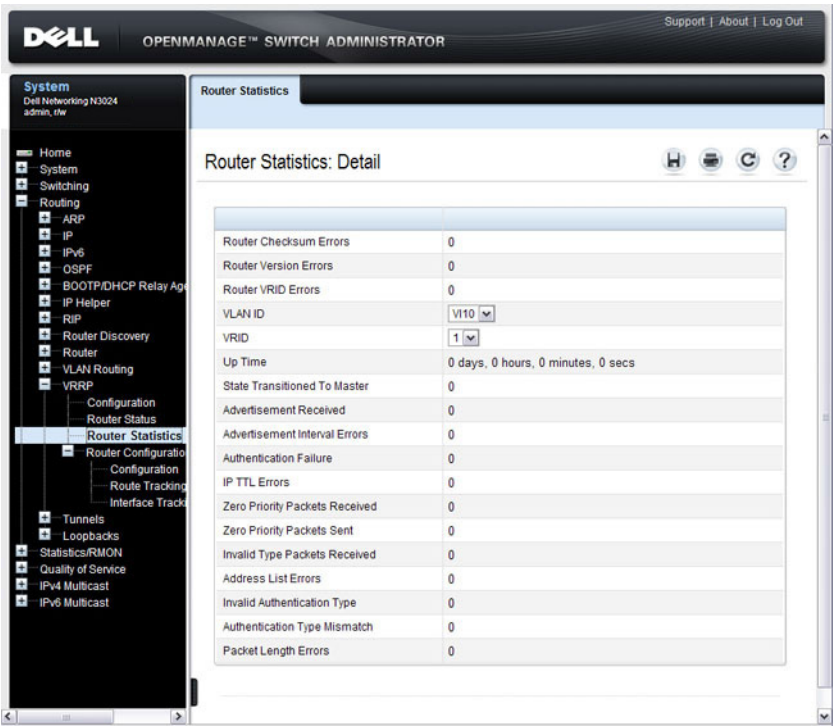 Support | About | Log Out
DELL
OPENMANAGE™ SWITCH ADMINISTRATOR
System
Dell Networking N3024
admin, r/w
Home
System
Switching
Routing
ARP
IP
IPv6
OSPF
BOOTP/DHCP Relay Age
IP Helper
RIP
Router Discovery
Router
VLAN Routing
VRRP
Configuration
Router Status
Router Statistics
Router Configuratio
Configuration
Route Tracking
Interface Tracki
Tunnels
Loopbacks
Statistics/RMON
Quality of Service
IPv4 Multicast
IPv6 Multicast
Router Statistics
Router Statistics: Detail
?
Router Checksum Errors 0
Router Version Errors 0
Router VRID Errors 0
VLAN ID Vl10
VRID 1
Up Time 0 days, 0 hours, 0 minutes, 0 secs
State Transitioned To Master 0
Advertisement Received 0
Advertisement Interval Errors 0
Authentication Failure 0
IP TTL Errors 0
Zero Priority Packets Received 0
Zero Priority Packets Sent 0
Invalid Type Packets Received 0
Address List Errors 0
Invalid Authentication Type 0
Authentication Type Mismatch 0
Packet Length Errors 0